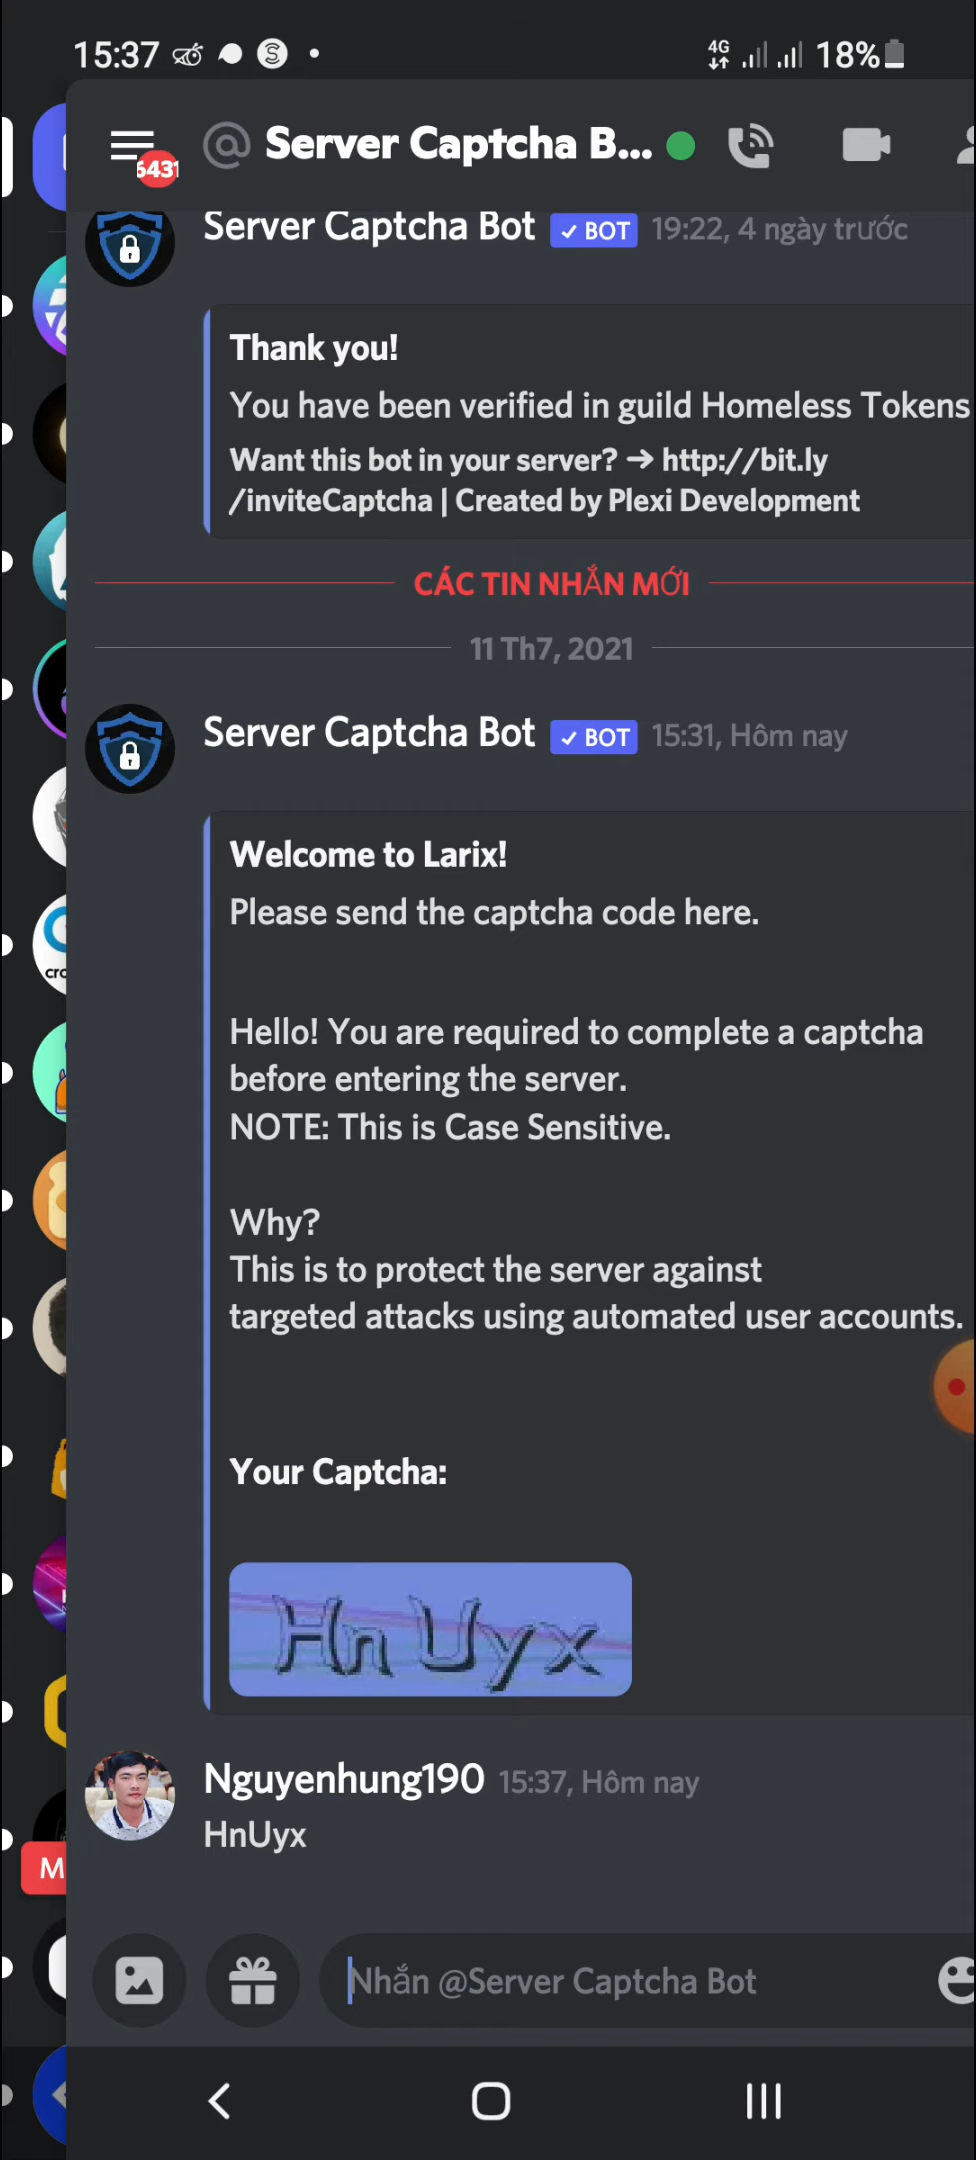 15:37
4G
18%
6431
@ Server Captcha B...
Server Captcha Bot ✓ BOT 19:22, 4 ngày trước
Thank you!
You have been verified in guild Homeless Tokens
Want this bot in your server? → http://bit.ly
/inviteCaptcha | Created by Plexi Development
CÁC TIN NHẮN MỚI
11 Th7, 2021
Server Captcha Bot ✓ BOT 15:31, Hôm nay
Welcome to Larix!
Please send the captcha code here.
cro
Hello! You are required to complete a captcha
before entering the server.
NOTE: This is Case Sensitive.
Why?
This is to protect the server against
targeted attacks using automated user accounts.
Your Captcha:
HnUyx
Nguyenhung190 15:37, Hôm nay
HnUyx
M
Nhắn @Server Captcha Bot